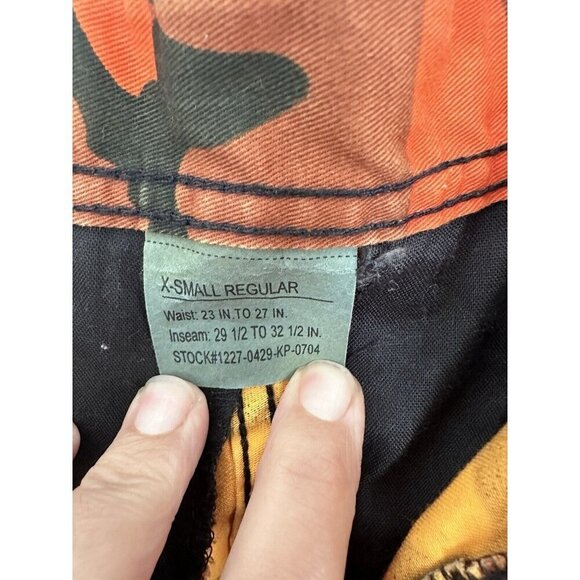 X-SMALL REGULAR
Waist: 23 IN.TO 27 IN.
Inseam: 29 1/2 TO 32 1/2 IN.
STOCK#1227-0429-KP-0704